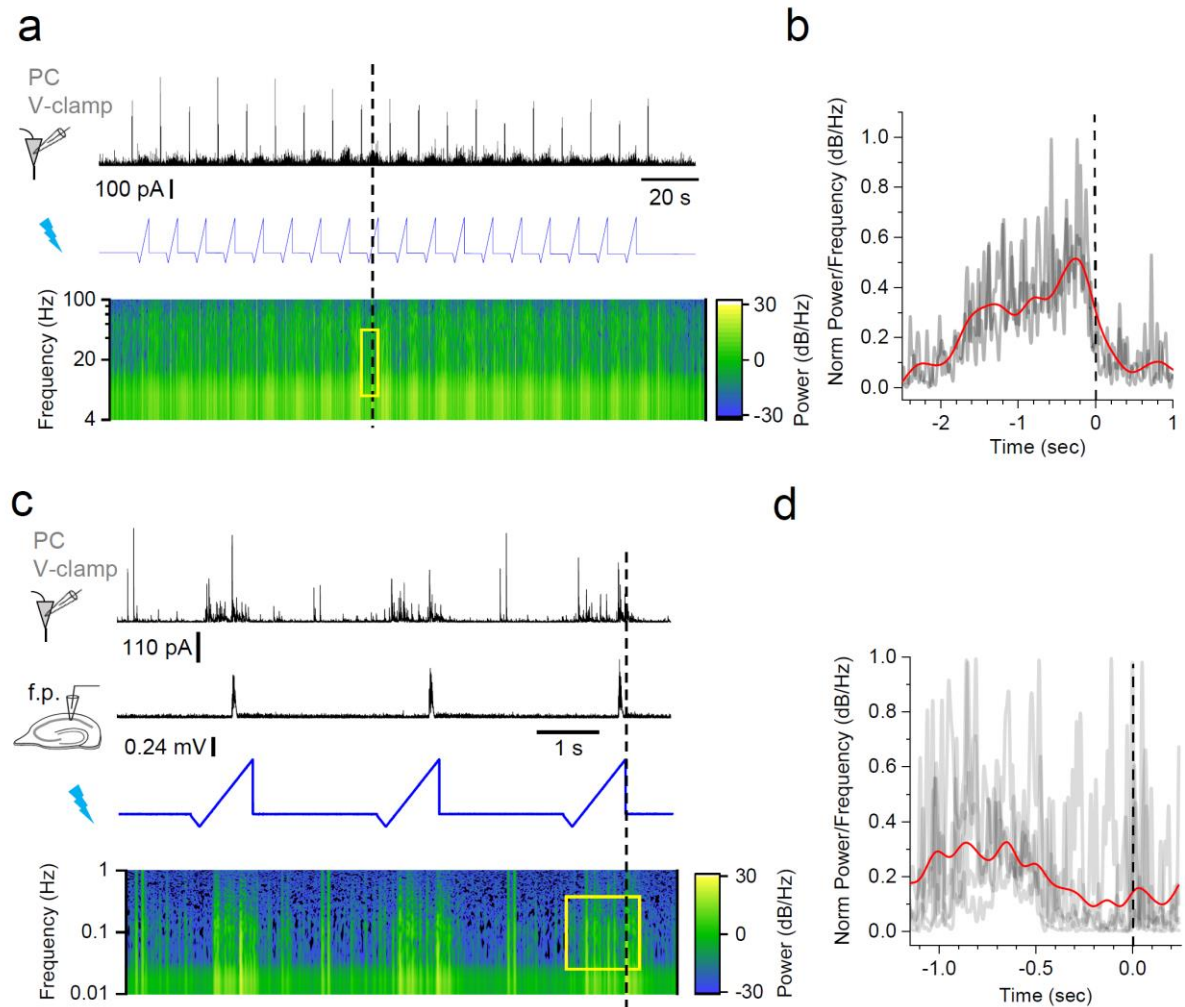 a
PC
V-clamp
100 pA
20 s
Frequency (Hz)
100
20
4
30
0
-30
Power (dB/Hz)
b
Norm Power/Frequency (dB/Hz)
1.0
0.8
0.6
0.4
0.2
0.0
-2
-1
0
1
Time (sec)
c
PC
V-clamp
110 pA
f.p.
0.24 mV
1 s
Frequency (Hz)
1
0.1
0.01
30
0
-30
Power (dB/Hz)
d
Norm Power/Frequency (dB/Hz)
1.0
0.8
0.6
0.4
0.2
0.0
-1.0
-0.5
0.0
Time (sec)